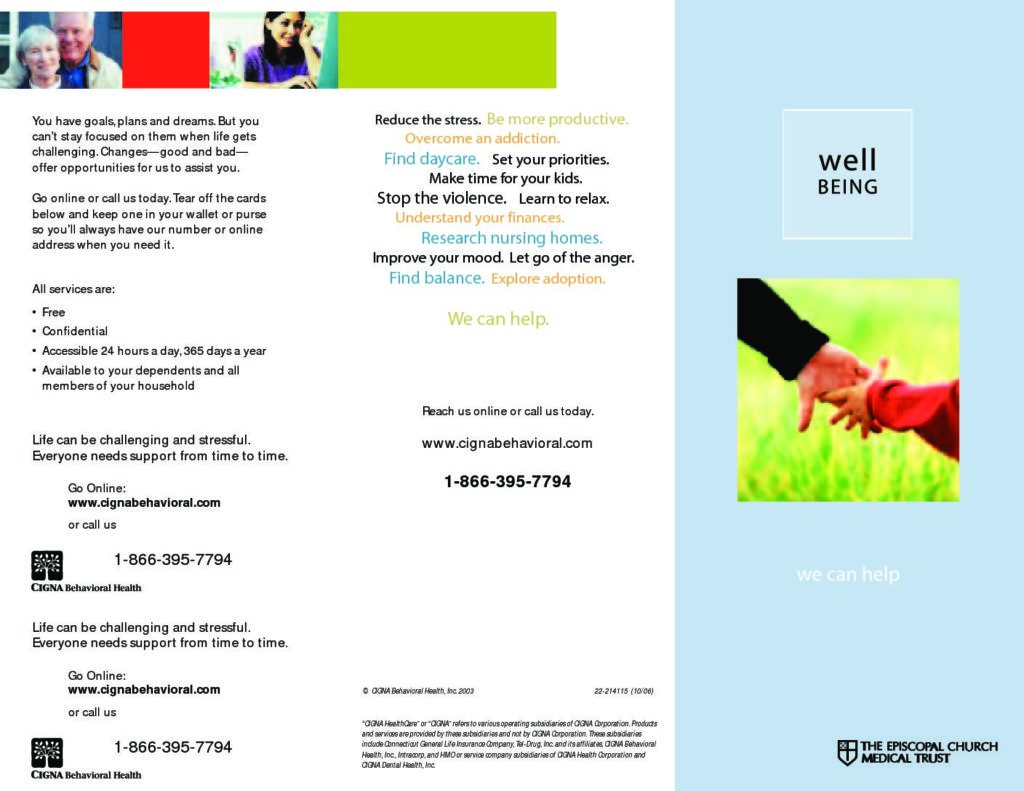 You have goals, plans and dreams. But you
can't stay focused on them when life gets
challenging. Changes—good and bad—
offer opportunities for us to assist you.
Go online or call us today. Tear off the cards
below and keep one in your wallet or purse
so you'll always have our number or online
address when you need it.
All services are:
• Free
• Confidential
• Accessible 24 hours a day, 365 days a year
• Available to your dependents and all
members of your household
Life can be challenging and stressful.
Everyone needs support from time to time.
Go Online:
www.cignabehavioral.com
or call us
1-866-395-7794
CIGNA Behavioral Health
Life can be challenging and stressful.
Everyone needs support from time to time.
Go Online:
www.cignabehavioral.com
or call us
1-866-395-7794
CIGNA Behavioral Health
Reduce the stress. Be more productive.
Overcome an addiction.
Find daycare. Set your priorities.
Make time for your kids.
Stop the violence. Learn to relax.
Understand your finances.
Research nursing homes.
Improve your mood. Let go of the anger.
Find balance. Explore adoption.
We can help.
Reach us online or call us today.
www.cignabehavioral.com
1-866-395-7794
© CIGNA Behavioral Health, Inc. 2003 22-214115 (10/06)
"CIGNA HealthCare" or "CIGNA" refers to various operating subsidiaries of CIGNA Corporation. Products
and services are provided by these subsidiaries and not by CIGNA Corporation. These subsidiaries
include Connecticut General Life Insurance Company, Tel-Drug, Inc. and its affiliates, CIGNA Behavioral
Health, Inc., Intracorp, and HMO or service company subsidiaries of CIGNA Health Corporation and
CIGNA Dental Health, Inc.
well
BEING
we can help
THE EPISCOPAL CHURCH
MEDICAL TRUST